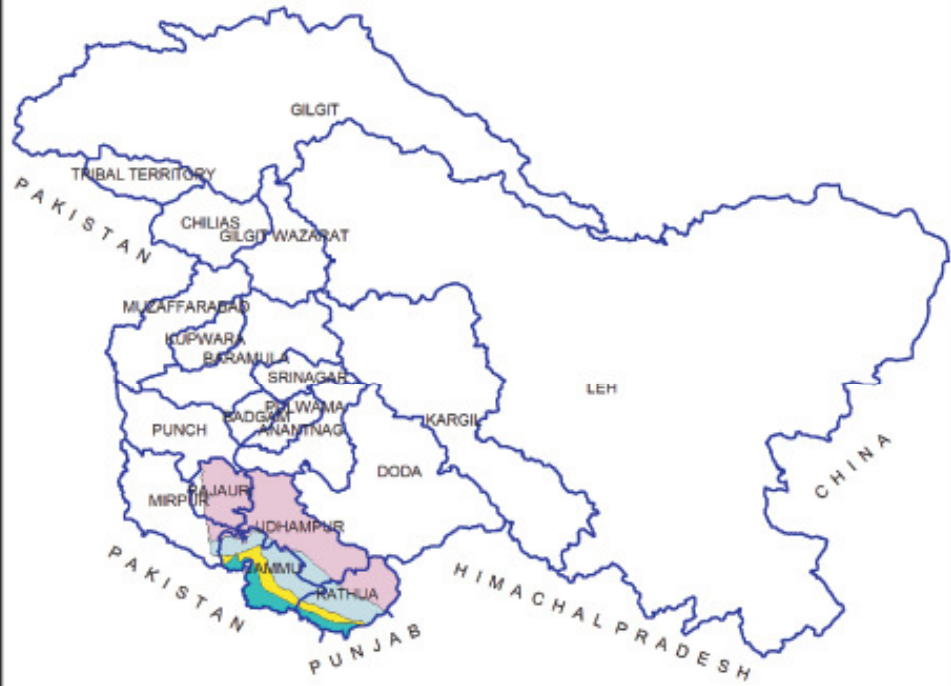 GILGIT
TRIBAL TERRITORY
PAKISTAN
CHILIAS
GILGIT WAZARAT
MUZAFFARABAD
KUPWARA
BARAMULA
SRINAGAR
LEH
PULWAMA
BADGAM
KARGIL
PUNCH
ANANTNAG
CHINA
DODA
RAJAUR
MIRPUR
UDHAMPUR
JAMMU
PAKISTAN
KATHUA
HIMACHAL PRADESH
PUNJAB